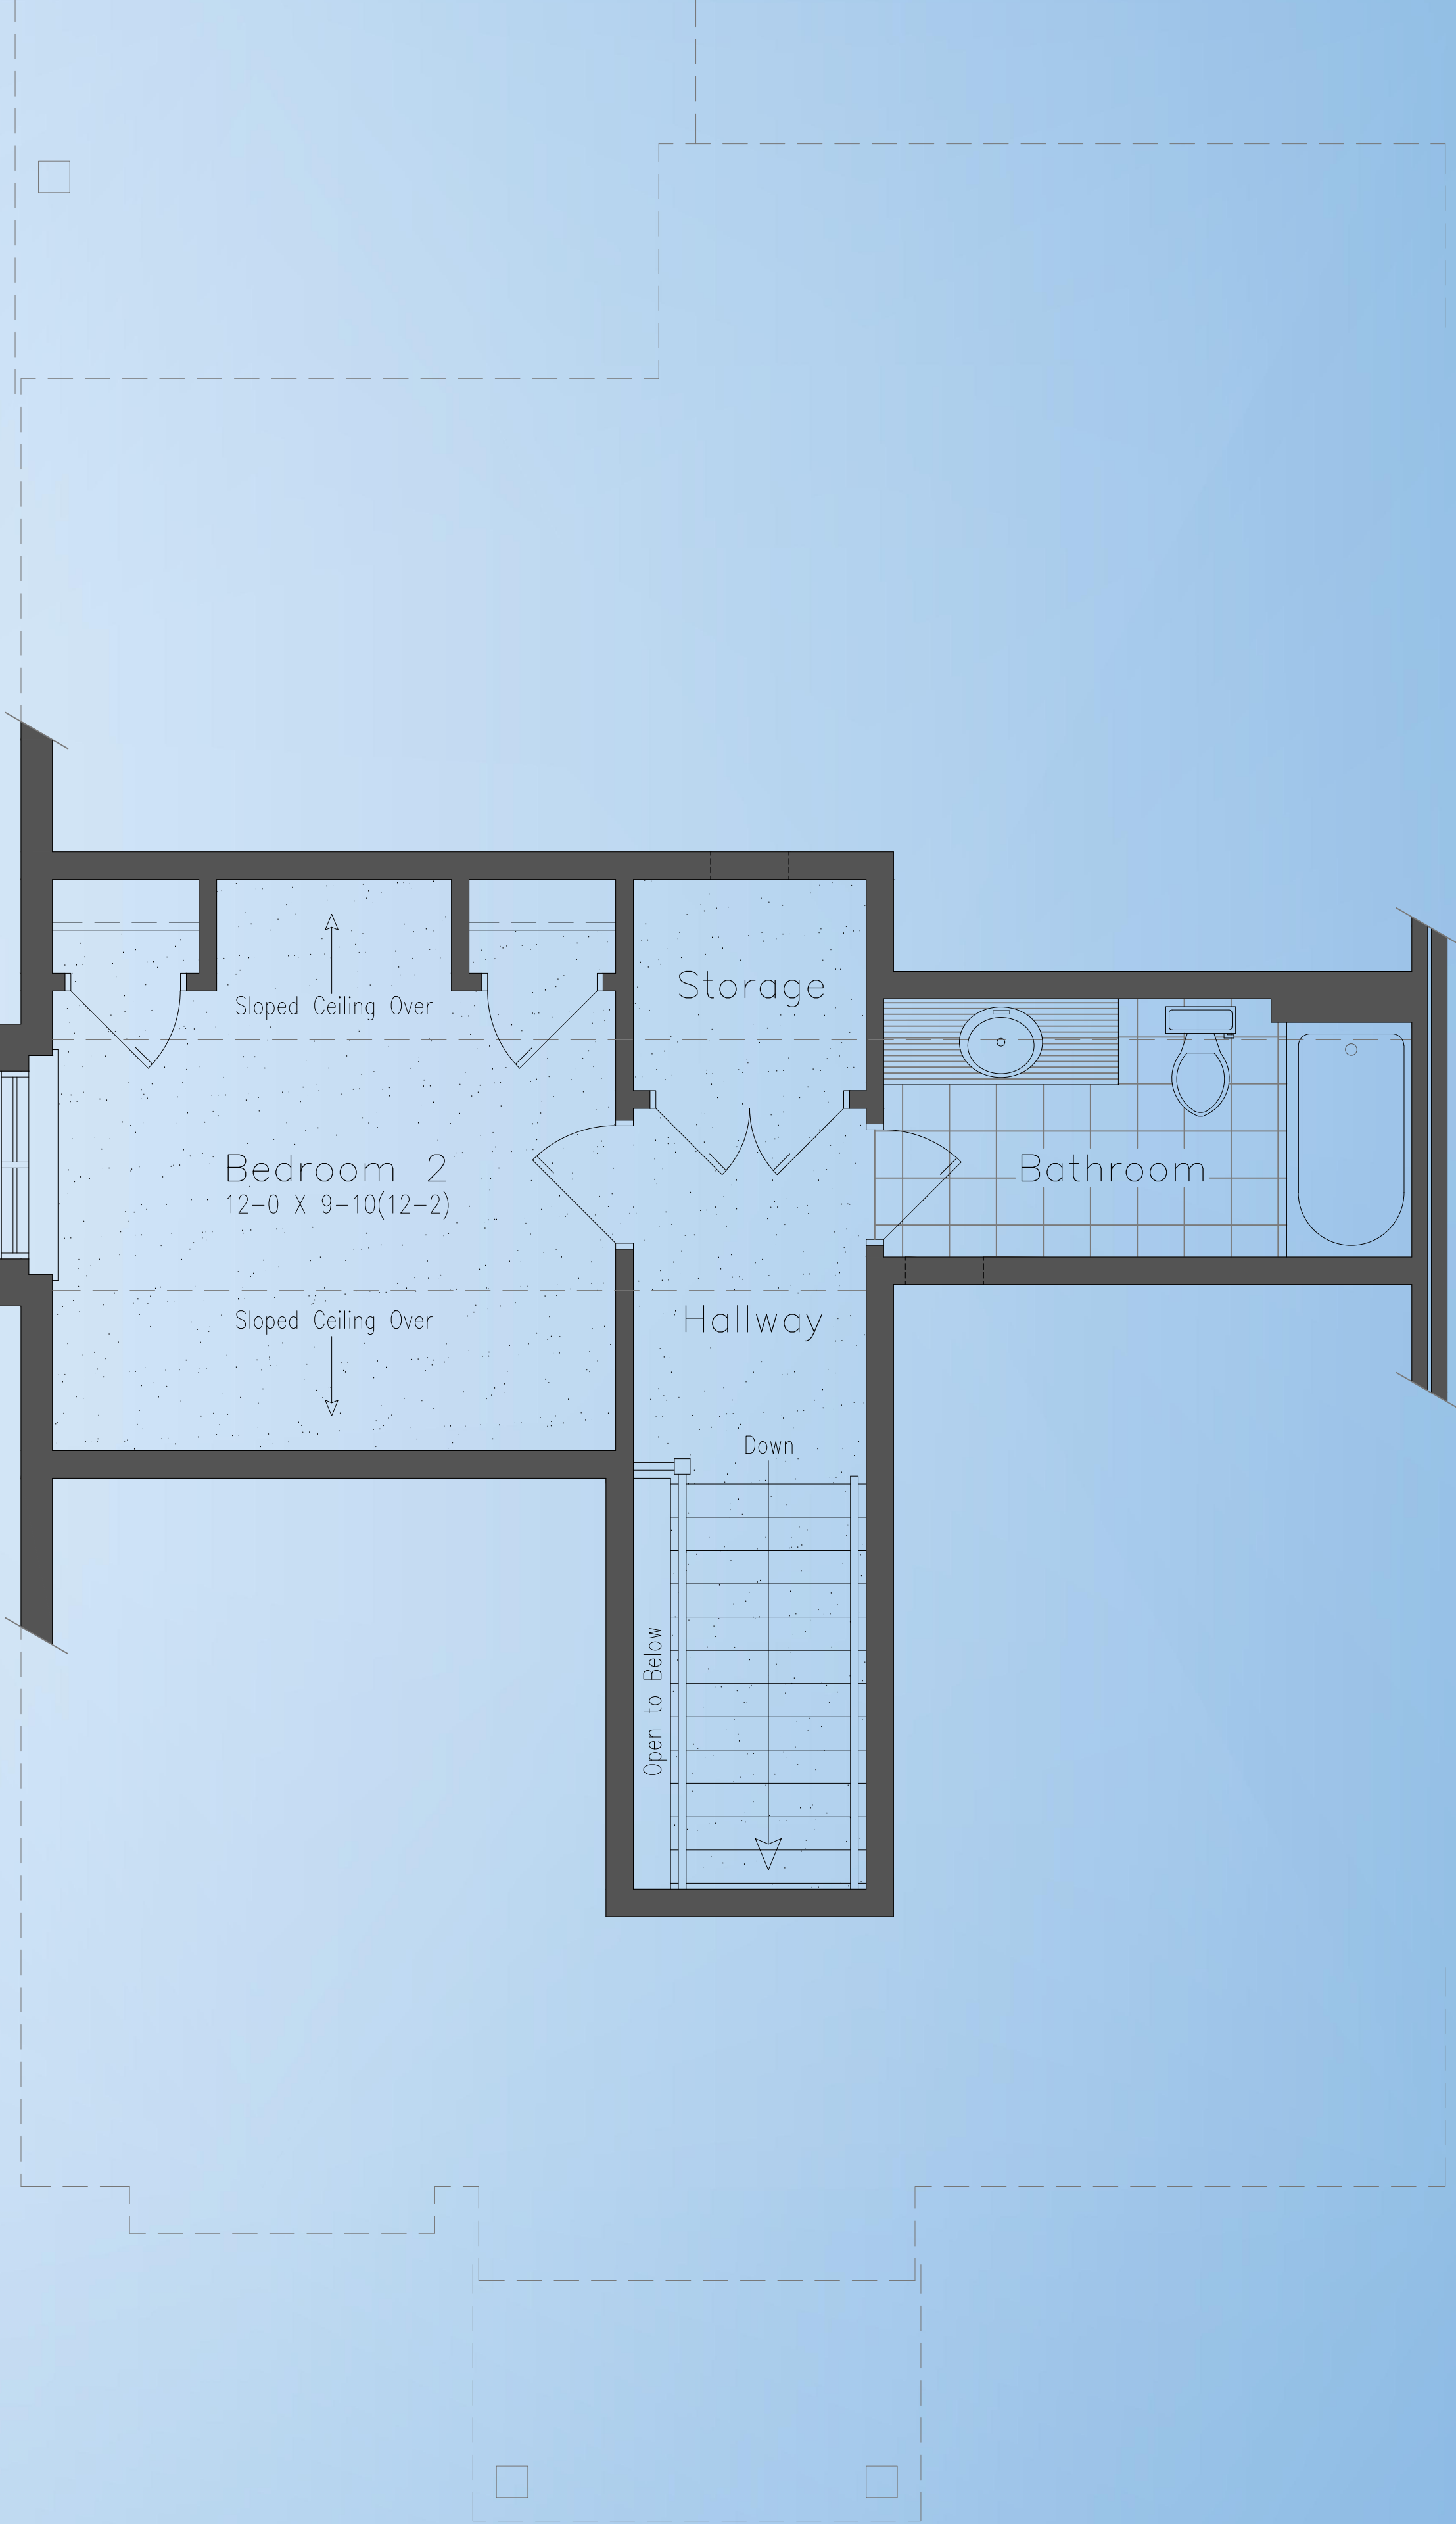 Storage
Sloped Ceiling Over
Bedroom 2
12-0 X 9-10(12-2)
Bathroom
Sloped Ceiling Over
Hallway
Down
Open to Below